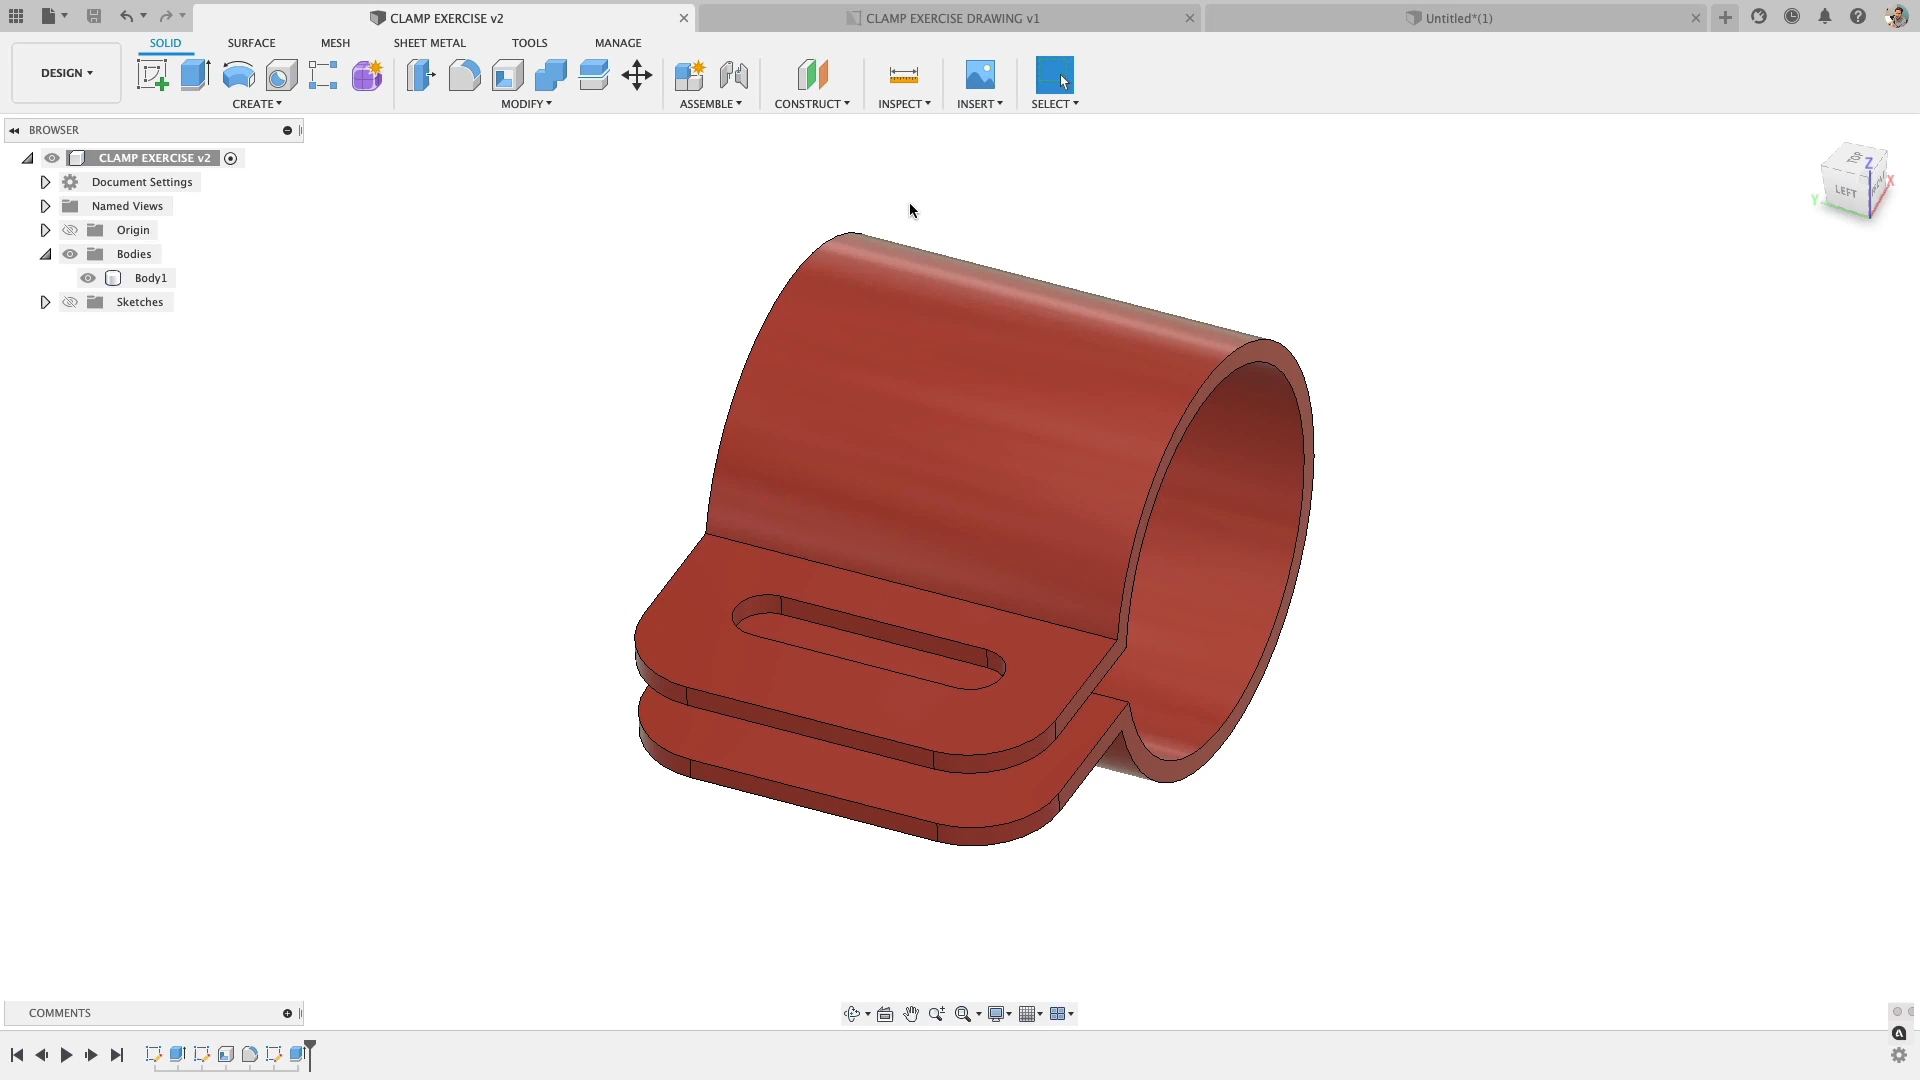 CLAMP EXERCISE v2
CLAMP EXERCISE DRAWING v1
Untitled*(1)
DESIGN
SOLID
SURFACE
MESH
SHEET METAL
TOOLS
MANAGE
CREATE
MODIFY
ASSEMBLE
CONSTRUCT
INSPECT
INSERT
SELECT
BROWSER
CLAMP EXERCISE v2
Document Settings
Named Views
Origin
Bodies
Body1
Sketches
TOP
LEFT
Z
X
Y
COMMENTS